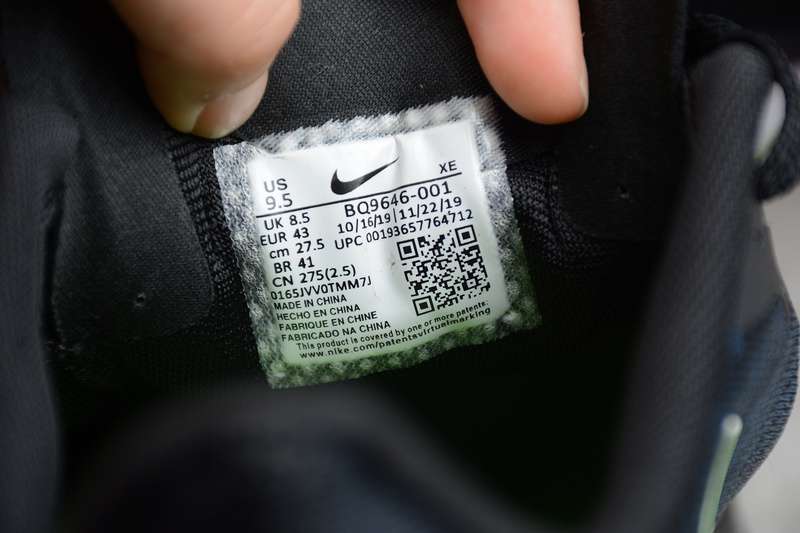 US XE
9.5
UK 8.5 BQ9646-001
EUR 43 10/16/19 | 11/22/19
cm 27.5 UPC 00193657764712
BR 41
CN 275(2.5)
0165JVV0TMM7J
MADE IN CHINA
HECHO EN CHINA
FABRIQUE EN CHINE
FABRICADO NA CHINA
This product is covered by one or more patents.
www.nike.com/patentsvirtualmarking